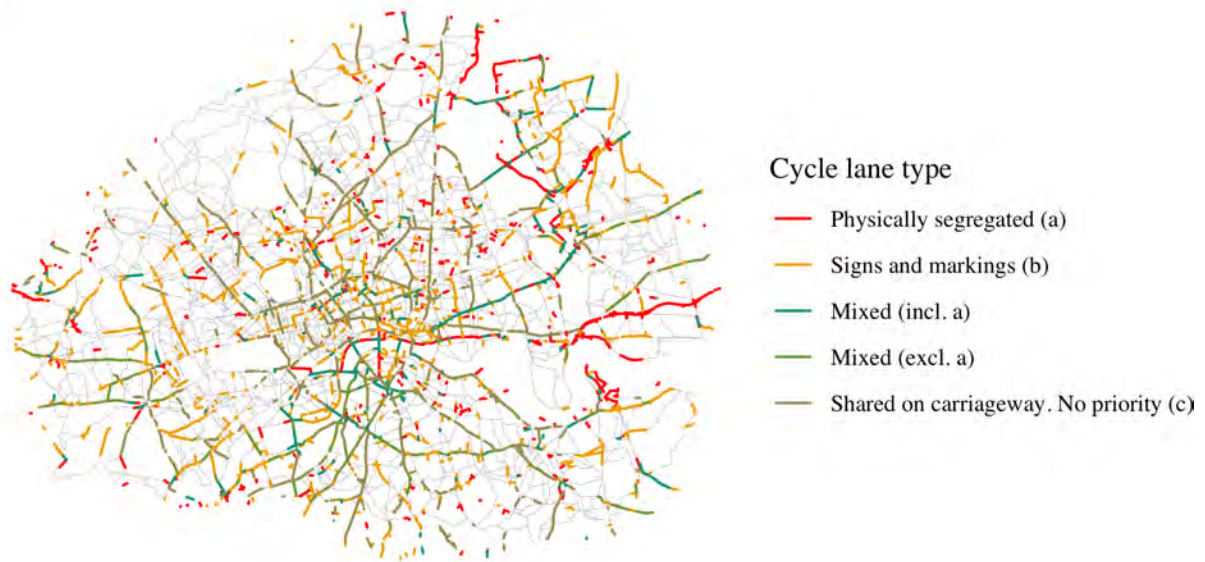 Cycle lane type
Physically segregated (a)
Signs and markings (b)
Mixed (incl. a)
Mixed (excl. a)
Shared on carriageway. No priority (c)